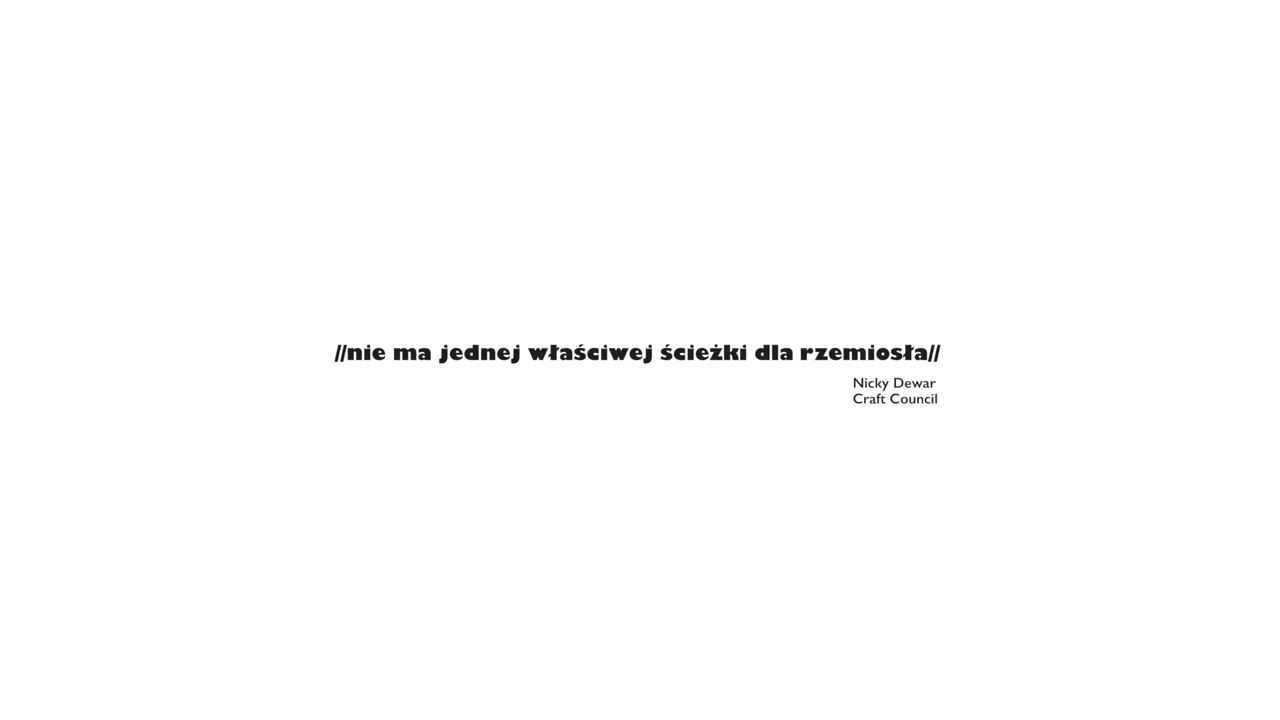 //nie ma jednej właściwej ścieżki dla rzemiosła//
Nicky Dewar
Craft Council